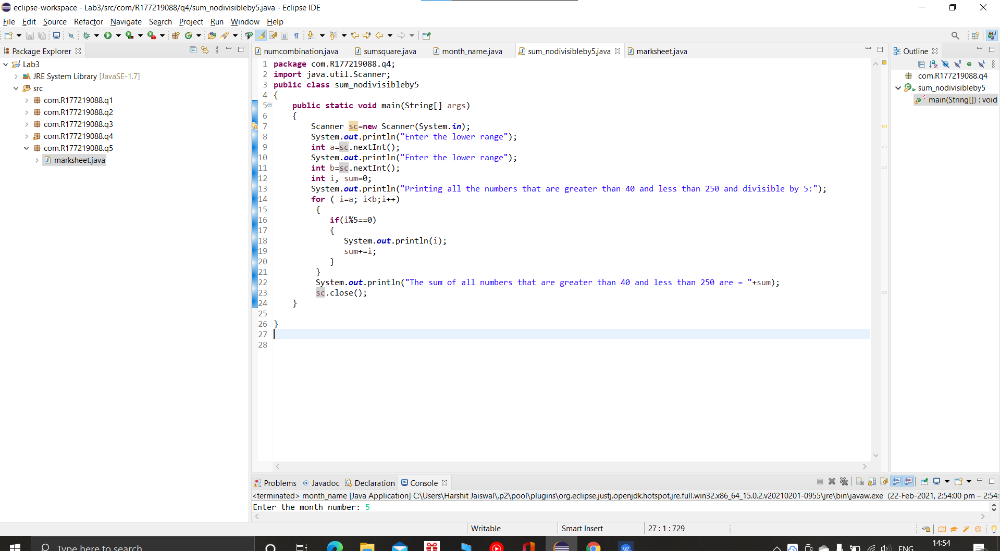 eclipse-workspace - Lab3/src/com/R177219088/q4/sum_nodivisibleby5.java - Eclipse IDE
File Edit Source Refactor Navigate Search Project Run Window Help
Package Explorer
Lab3
JRE System Library [JavaSE-1.7]
src
com.R177219088.q1
com.R177219088.q2
com.R177219088.q3
com.R177219088.q4
com.R177219088.q5
marksheet.java
numcombination.java sumsquare.java month_name.java sum_nodivisibleby5.java marksheet.java
1 package com.R177219088.q4;
2 import java.util.Scanner;
3 public class sum_nodivisibleby5
4 {
5 public static void main(String[] args)
6 {
7 Scanner sc=new Scanner(System.in);
8 System.out.println("Enter the lower range");
9 int a=sc.nextInt();
10 System.out.println("Enter the lower range");
11 int b=sc.nextInt();
12 int i, sum=0;
13 System.out.println("Printing all the numbers that are greater than 40 and less than 250 and divisible by 5:");
14 for ( i=a; i<b;i++)
15 {
16 if(i%5==0)
17 {
18 System.out.println(i);
19 sum+=i;
20 }
21 }
22 System.out.println("The sum of all numbers that are greater than 40 and less than 250 are = "+sum);
23 sc.close();
24 }
25
26 }
27
28
Outline
com.R177219088.q4
sum_nodivisibleby5
main(String[]) : void
Problems Javadoc Declaration Console
<terminated> month_name [Java Application] C:\Users\Harshit Jaiswal\.p2\pool\plugins\org.eclipse.justj.openjdk.hotspot.jre.full.win32.x86_64_15.0.2.v20210201-0955\jre\bin\javaw.exe (22-Feb-2021, 2:54:00 pm – 2:54:
Enter the month number: 5
Writable Smart Insert 27 : 1 : 729
Type here to search
ENG
14:54